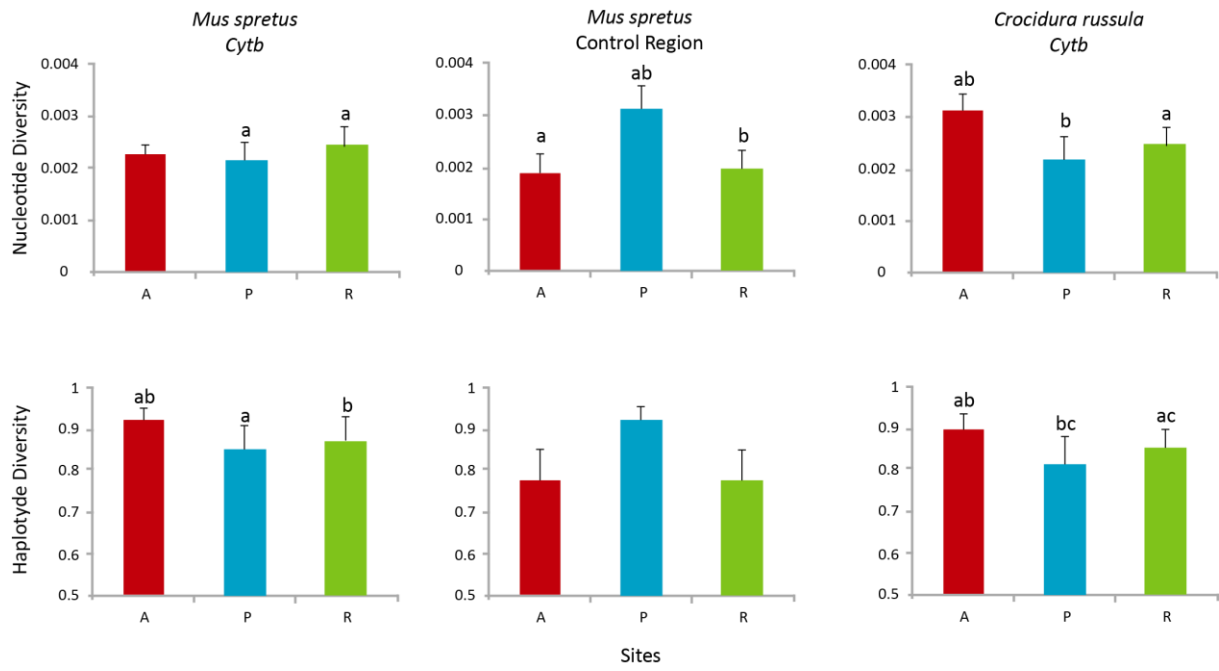 Mus spretus
Cytb
Mus spretus
Control Region
Crocidura russula
Cytb
Nucleotide Diversity
0.004
0.003
0.002
0.001
0
a
a
A
P
R
0.004
0.003
0.002
0.001
0
a
ab
b
A
P
R
0.004
0.003
0.002
0.001
0
ab
b
a
A
P
R
Haplotyde Diversity
1
0.9
0.8
0.7
0.6
0.5
ab
a
b
A
P
R
1
0.9
0.8
0.7
0.6
0.5
A
P
R
1
0.9
0.8
0.7
0.6
0.5
ab
bc
ac
A
P
R
Sites